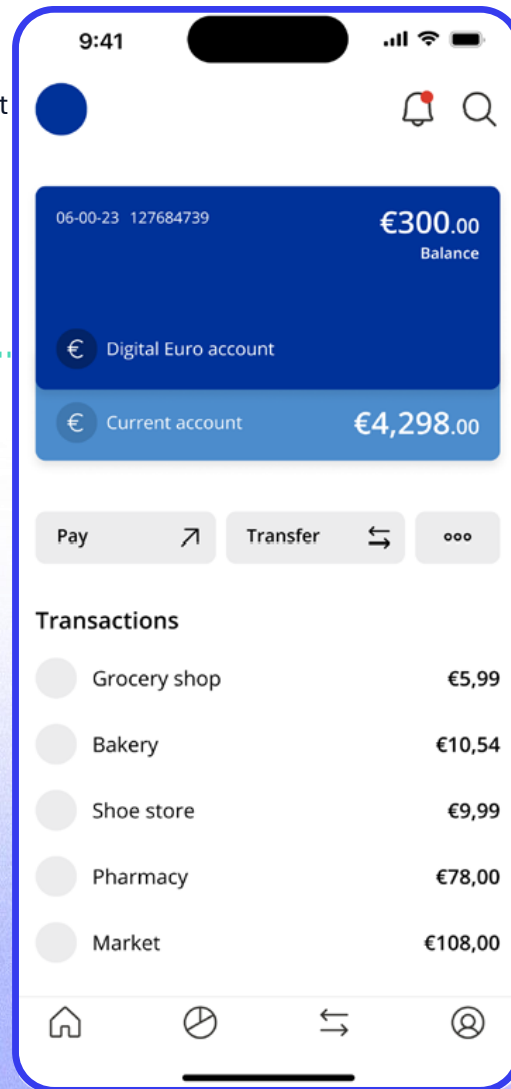 9:41
t
06-00-23 127684739
€300.00
Balance
€ Digital Euro account
€ Current account €4,298.00
Pay Transfer
Transactions
Grocery shop €5,99
Bakery €10,54
Shoe store €9,99
Pharmacy €78,00
Market €108,00